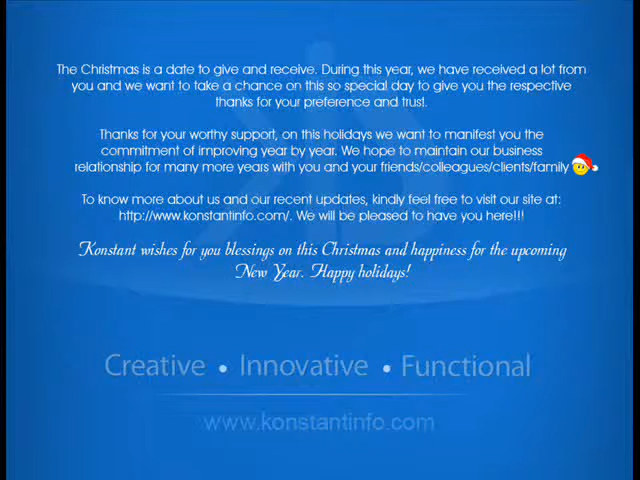 The Christmas is a date to give and receive. During this year, we have received a lot from
you and we want to take a chance on this so special day to give you the respective
thanks for your preference and trust.
Thanks for your worthy support, on this holidays we want to manifest you the
commitment of improving year by year. We hope to maintain our business
relationship for many more years with you and your friends/colleagues/clients/family
To know more about us and our recent updates, kindly feel free to visit our site at:
http://www.konstantinfo.com/. We will be pleased to have you here!!!
Konstant wishes for you blessings on this Christmas and happiness for the upcoming
New Year. Happy holidays!
Creative • Innovative • Functional
www.konstantinfo.com